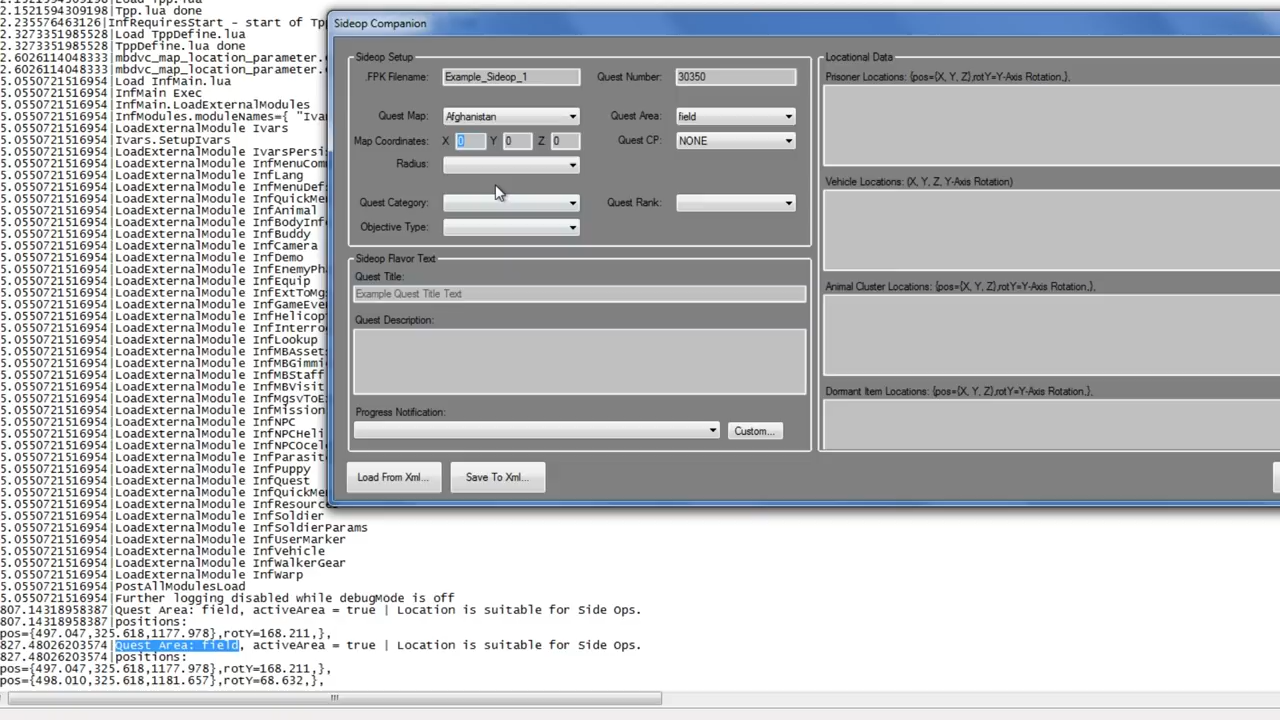 2.1521594309198|Tpp.lua done
2.2355763166|InfRequiresStart - start of Tpp
2.3273351985528|Load TppDefine.lua
2.3273351985528|TppDefine.lua done
2.6026114048333|mbdvc_map_location_parameter.
2.6026114048333|mbdvc_map_location_parameter.
5.0550721516954|Load InfMain.lua
5.0550721516954|InfMain Exec
5.0550721516954|InfMain.LoadExternalModules
5.0550721516954|InfModules.moduleNames={ "Ivar
5.0550721516954|LoadExternalModule Ivars
5.0550721516954|Ivars.SetupIvars
5.0550721516954|LoadExternalModule IvarsPersi
5.0550721516954|LoadExternalModule InfMenuCom
5.0550721516954|LoadExternalModule InfLang
5.0550721516954|LoadExternalModule InfMenuDef
5.0550721516954|LoadExternalModule InfQuickMe
5.0550721516954|LoadExternalModule InfAnimal
5.0550721516954|LoadExternalModule InfBodyInf
5.0550721516954|LoadExternalModule InfBuddy
5.0550721516954|LoadExternalModule InfCamera
5.0550721516954|LoadExternalModule InfDemo
5.0550721516954|LoadExternalModule InfEnemyPh
5.0550721516954|LoadExternalModule InfEquip
5.0550721516954|LoadExternalModule InfExtToMg
5.0550721516954|LoadExternalModule InfGameEve
5.0550721516954|LoadExternalModule InfHelicop
5.0550721516954|LoadExternalModule InfInterro
5.0550721516954|LoadExternalModule InfLookup
5.0550721516954|LoadExternalModule InfMBAsset
5.0550721516954|LoadExternalModule InfMBGimmi
5.0550721516954|LoadExternalModule InfMBStaff
5.0550721516954|LoadExternalModule InfMBVisit
5.0550721516954|LoadExternalModule InfMgsvToE
5.0550721516954|LoadExternalModule InfMission
5.0550721516954|LoadExternalModule InfNPC
5.0550721516954|LoadExternalModule InfNPCHeli
5.0550721516954|LoadExternalModule InfNPCOcel
5.0550721516954|LoadExternalModule InfParasit
5.0550721516954|LoadExternalModule InfPuppy
5.0550721516954|LoadExternalModule InfQuest
5.0550721516954|LoadExternalModule InfQuickMe
5.0550721516954|LoadExternalModule InfResourc
5.0550721516954|LoadExternalModule InfSoldier
5.0550721516954|LoadExternalModule InfSoldierParams
5.0550721516954|LoadExternalModule InfUserMarker
5.0550721516954|LoadExternalModule InfVehicle
5.0550721516954|LoadExternalModule InfWalkerGear
5.0550721516954|LoadExternalModule InfWarp
5.0550721516954|PostAllModulesLoad
5.0550721516954|Further logging disabled while debugMode is off
807.14318958387|Quest Area: field, activeArea = true | Location is suitable for Side Ops.
807.14318958387|positions:
pos={497.047,325.618,1177.978},rotY=168.211,},
827.48026203574|Quest Area: field, activeArea = true | Location is suitable for Side Ops.
827.48026203574|positions:
pos={497.047,325.618,1177.978},rotY=168.211,},
pos={498.010,325.618,1181.657},rotY=68.632,},
Sideop Companion
Sideop Setup
.FPK Filename: Example_Sideop_1 Quest Number: 30350
Quest Map: Afghanistan Quest Area: field
Map Coordinates: X 0 Y 0 Z 0 Quest CP: NONE
Radius:
Quest Category: Quest Rank:
Objective Type:
Sideop Flavor Text
Quest Title:
Example Quest Title Text
Quest Description:
Progress Notification:
Custom...
Load From Xml... Save To Xml...
Locational Data
Prisoner Locations: {pos={X, Y, Z},rotY=Y-Axis Rotation,},
Vehicle Locations: (X, Y, Z, Y-Axis Rotation)
Animal Cluster Locations: {pos={X, Y, Z},rotY=Y-Axis Rotation,},
Dormant Item Locations: {pos={X, Y, Z},rotY=Y-Axis Rotation,},